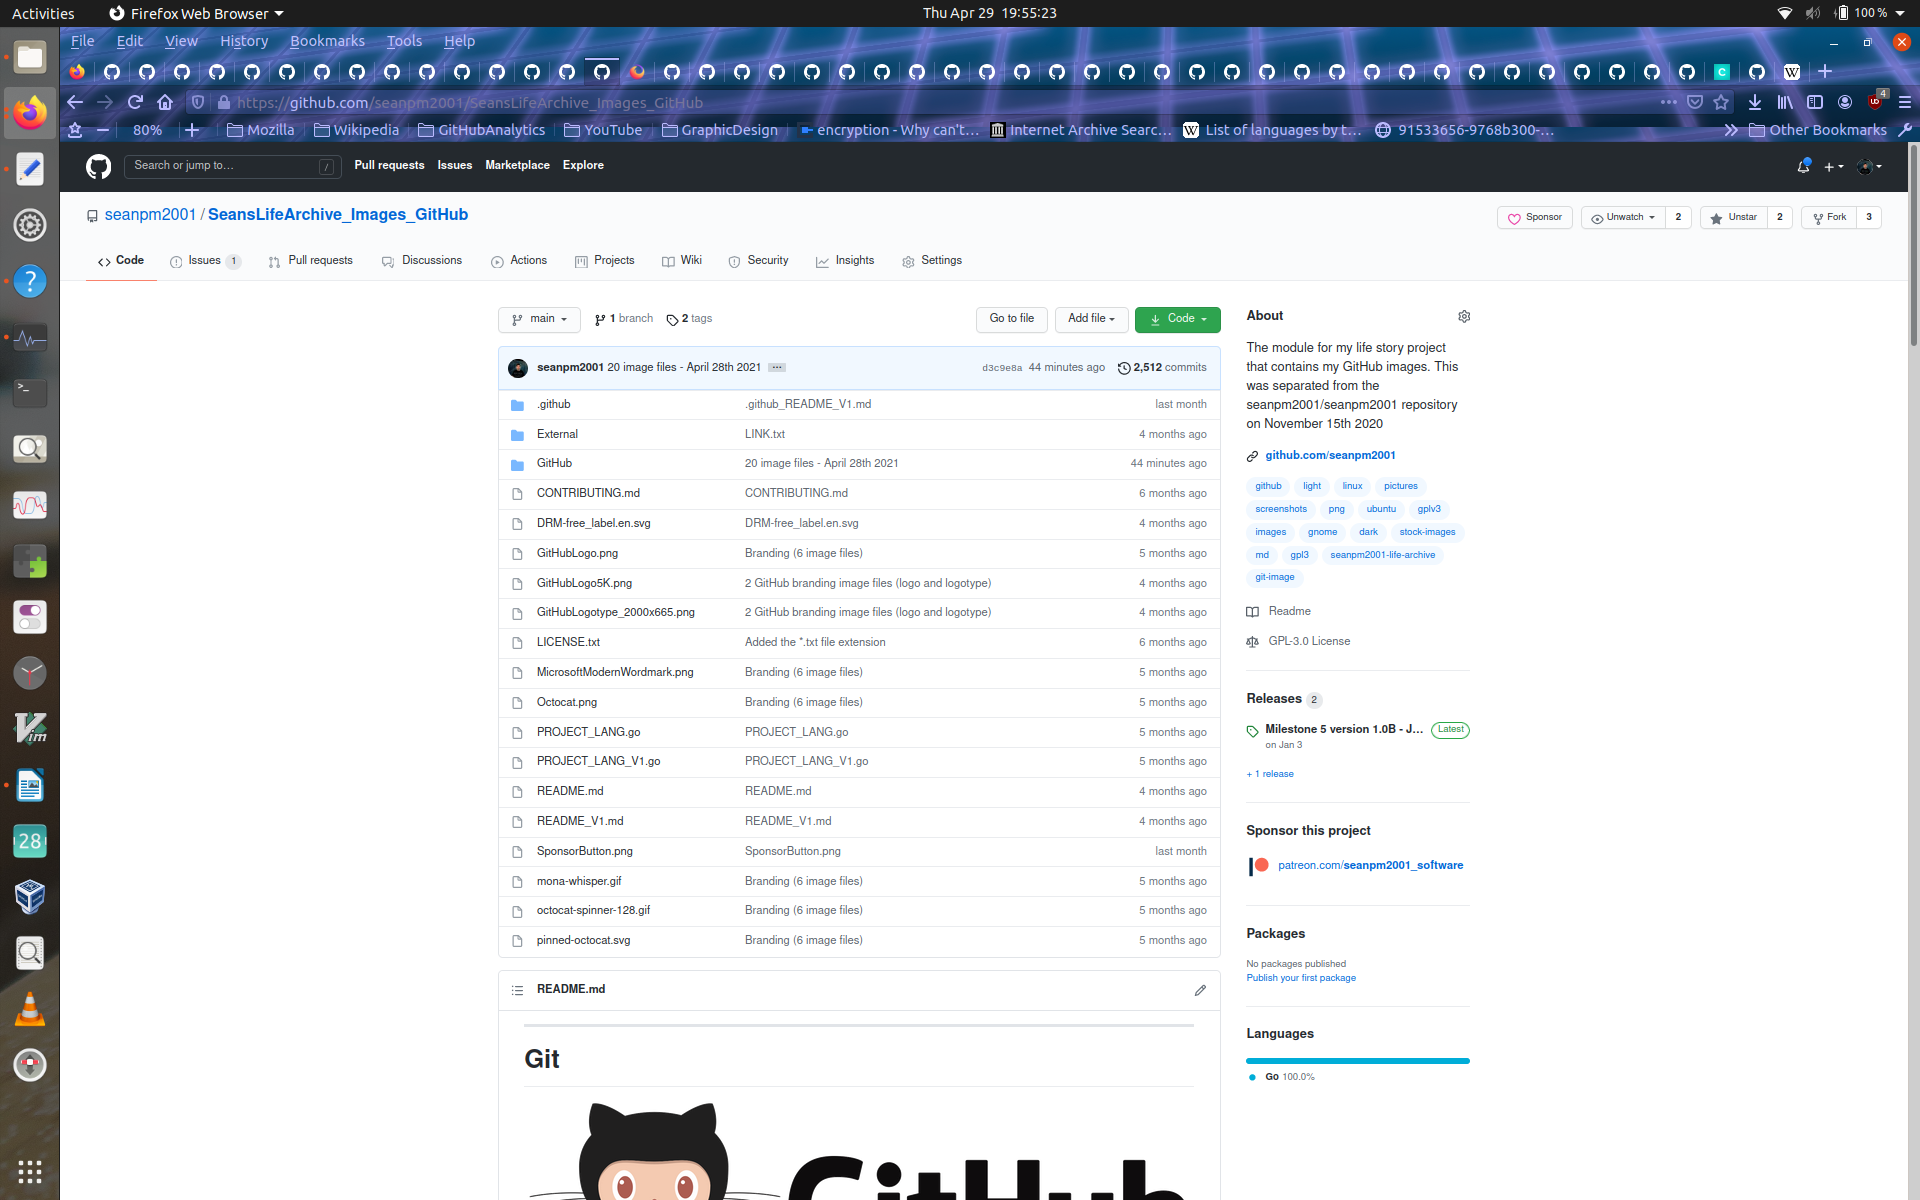 Activities Firefox Web Browser Thu Apr 29 19:55:23 100 %
File Edit View History Bookmarks Tools Help
https://github.com/seanpm2001/SeansLifeArchive_Images_GitHub 4
80% Mozilla Wikipedia GitHubAnalytics YouTube GraphicDesign encryption - Why can't... Internet Archive Searc... List of languages by t... 91533656-9768b300-... Other Bookmarks
Search or jump to... / Pull requests Issues Marketplace Explore
seanpm2001 / SeansLifeArchive_Images_GitHub Sponsor Unwatch 2 Unstar 2 Fork 3
Code Issues 1 Pull requests Discussions Actions Projects Wiki Security Insights Settings
main 1 branch 2 tags Go to file Add file Code
seanpm2001 20 image files - April 28th 2021 ... d3c9e8a 44 minutes ago 2,512 commits
.github .github_README_V1.md last month
External LINK.txt 4 months ago
GitHub 20 image files - April 28th 2021 44 minutes ago
CONTRIBUTING.md CONTRIBUTING.md 6 months ago
DRM-free_label.en.svg DRM-free_label.en.svg 4 months ago
GitHubLogo.png Branding (6 image files) 5 months ago
GitHubLogo5K.png 2 GitHub branding image files (logo and logotype) 4 months ago
GitHubLogotype_2000x665.png 2 GitHub branding image files (logo and logotype) 4 months ago
LICENSE.txt Added the *.txt file extension 6 months ago
MicrosoftModernWordmark.png Branding (6 image files) 5 months ago
Octocat.png Branding (6 image files) 5 months ago
PROJECT_LANG.go PROJECT_LANG.go 5 months ago
PROJECT_LANG_V1.go PROJECT_LANG_V1.go 5 months ago
README.md README.md 4 months ago
README_V1.md README_V1.md 4 months ago
SponsorButton.png SponsorButton.png last month
mona-whisper.gif Branding (6 image files) 5 months ago
octocat-spinner-128.gif Branding (6 image files) 5 months ago
pinned-octocat.svg Branding (6 image files) 5 months ago
README.md
Git
GitHub
About
The module for my life story project
that contains my GitHub images. This
was separated from the
seanpm2001/seanpm2001 repository
on November 15th 2020
github.com/seanpm2001
github light linux pictures
screenshots png ubuntu gplv3
images gnome dark stock-images
md gpl3 seanpm2001-life-archive
git-image
Readme
GPL-3.0 License
Releases 2
Milestone 5 version 1.0B - J... Latest
on Jan 3
+ 1 release
Sponsor this project
patreon.com/seanpm2001_software
Packages
No packages published
Publish your first package
Languages
Go 100.0%
28